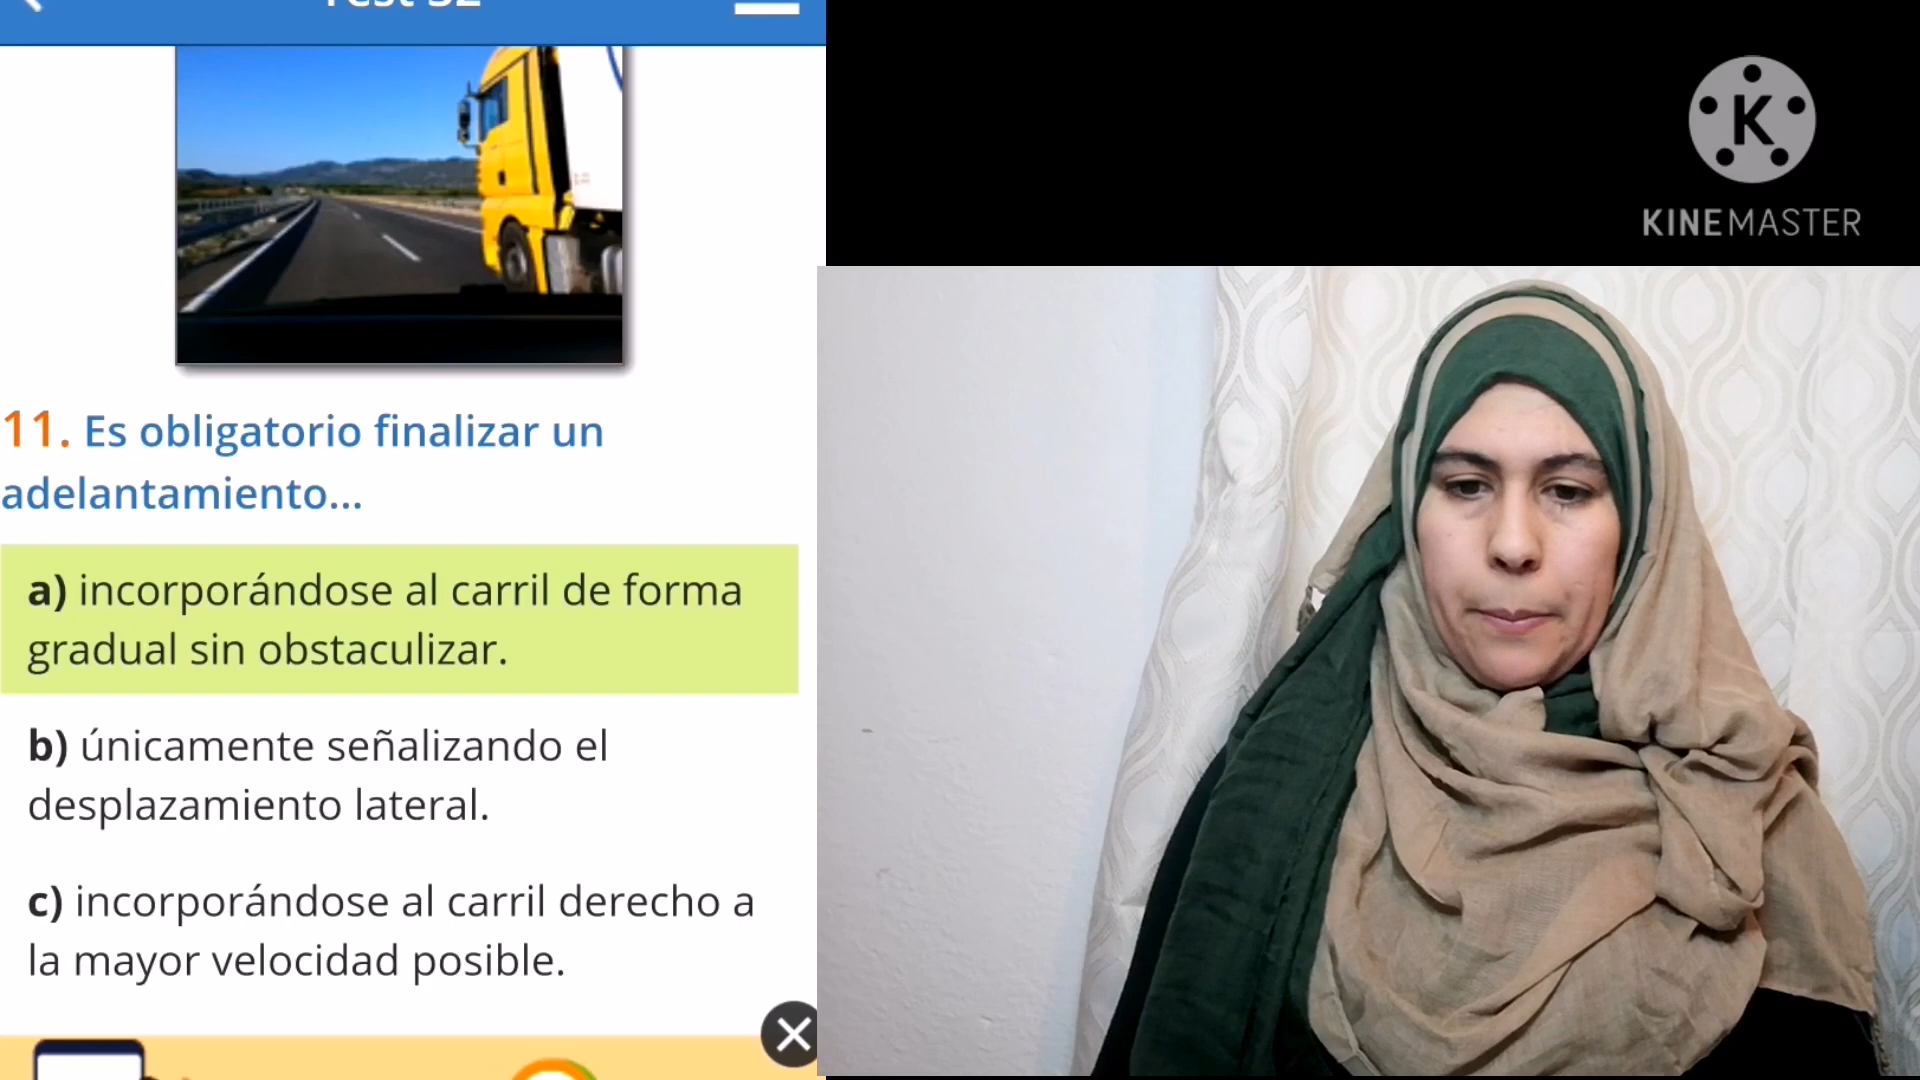 11. Es obligatorio finalizar un
adelantamiento...
a) incorporándose al carril de forma
gradual sin obstaculizar.
b) únicamente señalizando el
desplazamiento lateral.
c) incorporándose al carril derecho a
la mayor velocidad posible.
K
KINEMASTER